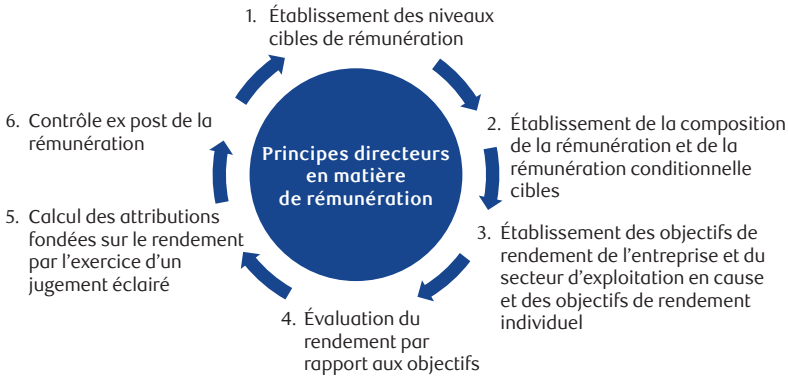 1. Établissement des niveaux
cibles de rémunération
2. Établissement de la composition
de la rémunération et de la
rémunération conditionnelle
cibles
3. Établissement des objectifs de
rendement de l'entreprise et du
secteur d'exploitation en cause
et des objectifs de rendement
individuel
4. Évaluation du
rendement par
rapport aux objectifs
5. Calcul des attributions
fondées sur le rendement
par l'exercice d'un
jugement éclairé
6. Contrôle ex post de la
rémunération
Principes directeurs
en matière
de rémunération